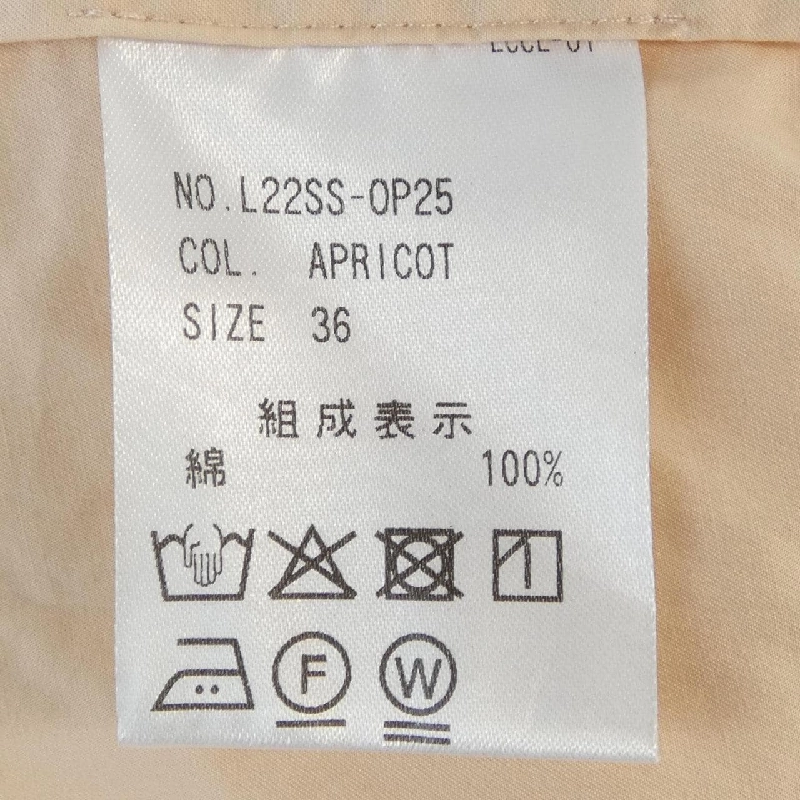 NO.L22SS-OP25
COL. APRICOT
SIZE 36
組成表示
綿 100%
F W